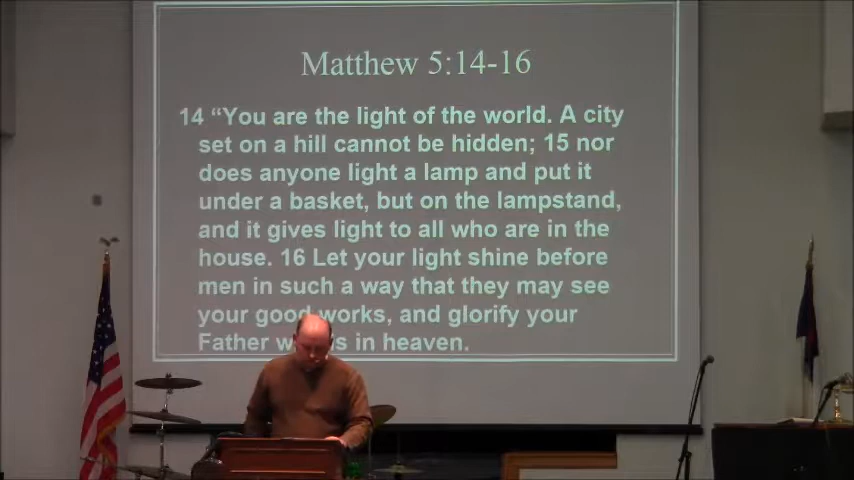 Matthew 5:14-16
14 “You are the light of the world. A city
set on a hill cannot be hidden; 15 nor
does anyone light a lamp and put it
under a basket, but on the lampstand,
and it gives light to all who are in the
house. 16 Let your light shine before
men in such a way that they may see
your good works, and glorify your
Father in heaven.